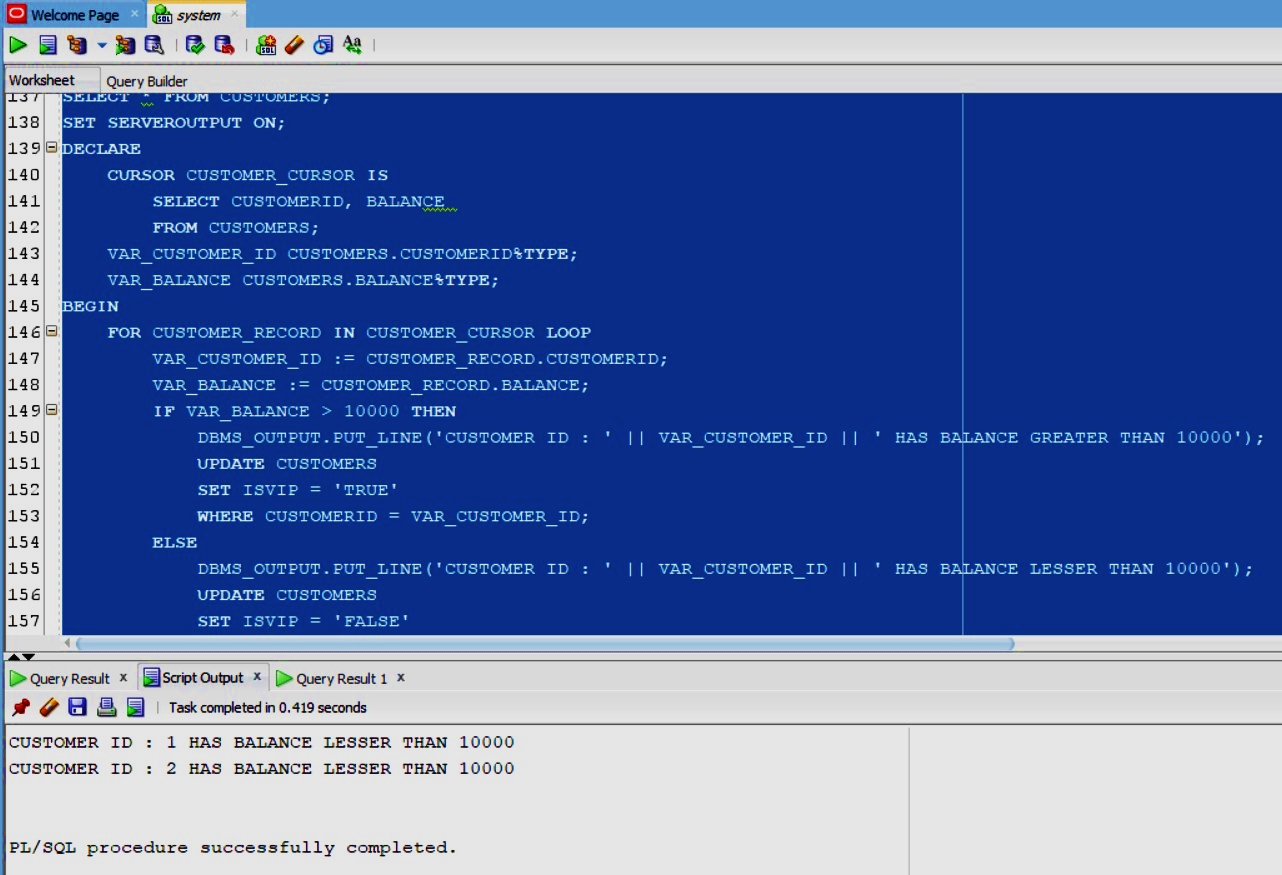 Welcome Page
system
Worksheet
Query Builder
137 SELECT * FROM CUSTOMERS;
138 SET SERVEROUTPUT ON;
139 DECLARE
140 CURSOR CUSTOMER_CURSOR IS
141 SELECT CUSTOMERID, BALANCE
142 FROM CUSTOMERS;
143 VAR_CUSTOMER_ID CUSTOMERS.CUSTOMERID%TYPE;
144 VAR_BALANCE CUSTOMERS.BALANCE%TYPE;
145 BEGIN
146 FOR CUSTOMER_RECORD IN CUSTOMER_CURSOR LOOP
147 VAR_CUSTOMER_ID := CUSTOMER_RECORD.CUSTOMERID;
148 VAR_BALANCE := CUSTOMER_RECORD.BALANCE;
149 IF VAR_BALANCE > 10000 THEN
150 DBMS_OUTPUT.PUT_LINE('CUSTOMER ID : ' || VAR_CUSTOMER_ID || ' HAS BALANCE GREATER THAN 10000');
151 UPDATE CUSTOMERS
152 SET ISVIP = 'TRUE'
153 WHERE CUSTOMERID = VAR_CUSTOMER_ID;
154 ELSE
155 DBMS_OUTPUT.PUT_LINE('CUSTOMER ID : ' || VAR_CUSTOMER_ID || ' HAS BALANCE LESSER THAN 10000');
156 UPDATE CUSTOMERS
157 SET ISVIP = 'FALSE'
Query Result x
Script Output x
Query Result 1 x
Task completed in 0.419 seconds
CUSTOMER ID : 1 HAS BALANCE LESSER THAN 10000
CUSTOMER ID : 2 HAS BALANCE LESSER THAN 10000
PL/SQL procedure successfully completed.